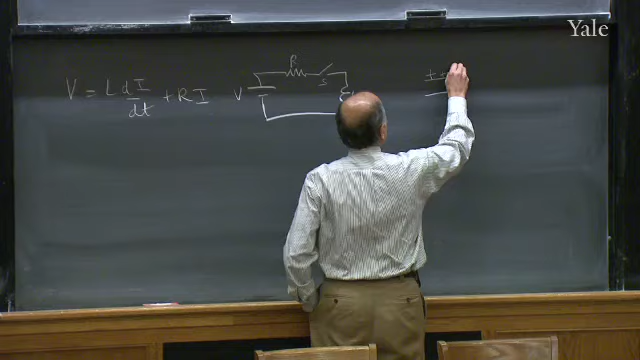 Yale
V = L dI/dt + RI
R
V
S
± ±